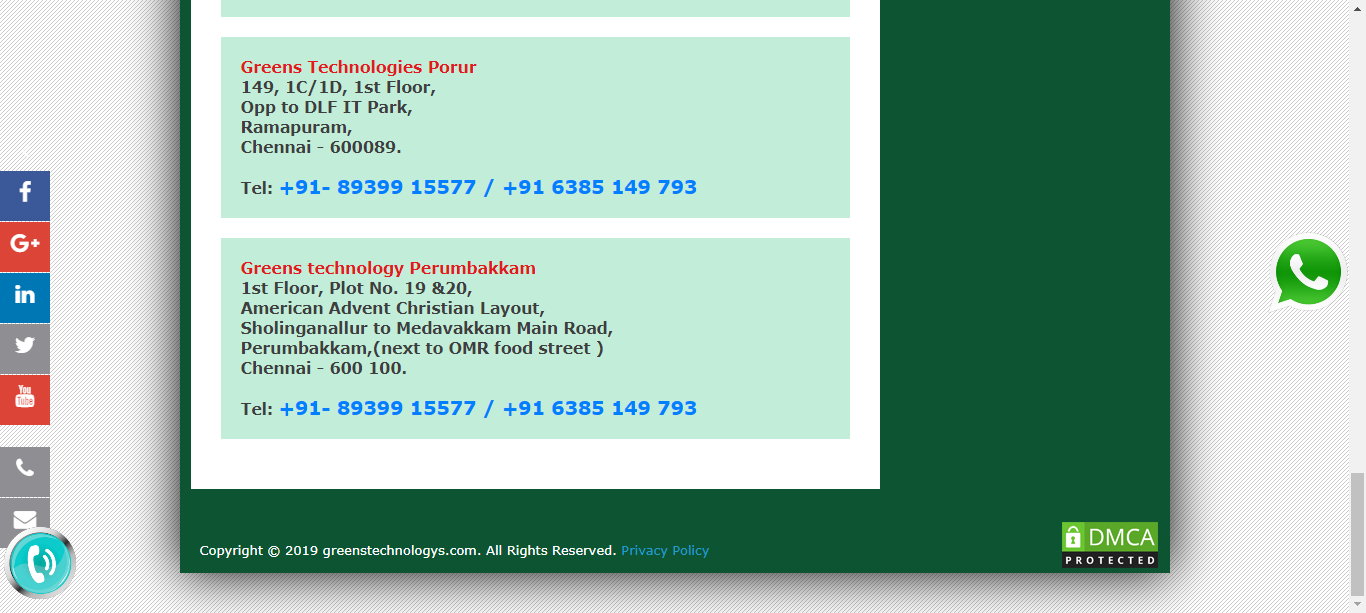 Greens Technologies Porur
149, 1C/1D, 1st Floor,
Opp to DLF IT Park,
Ramapuram,
Chennai - 600089.
Tel: +91- 89399 15577 / +91 6385 149 793
Greens technology Perumbakkam
1st Floor, Plot No. 19 &20,
American Advent Christian Layout,
Sholinganallur to Medavakkam Main Road,
Perumbakkam,(next to OMR food street )
Chennai - 600 100.
Tel: +91- 89399 15577 / +91 6385 149 793
f
G+
in
You
Tube
Copyright © 2019 greenstechnologys.com. All Rights Reserved. Privacy Policy
DMCA
PROTECTED